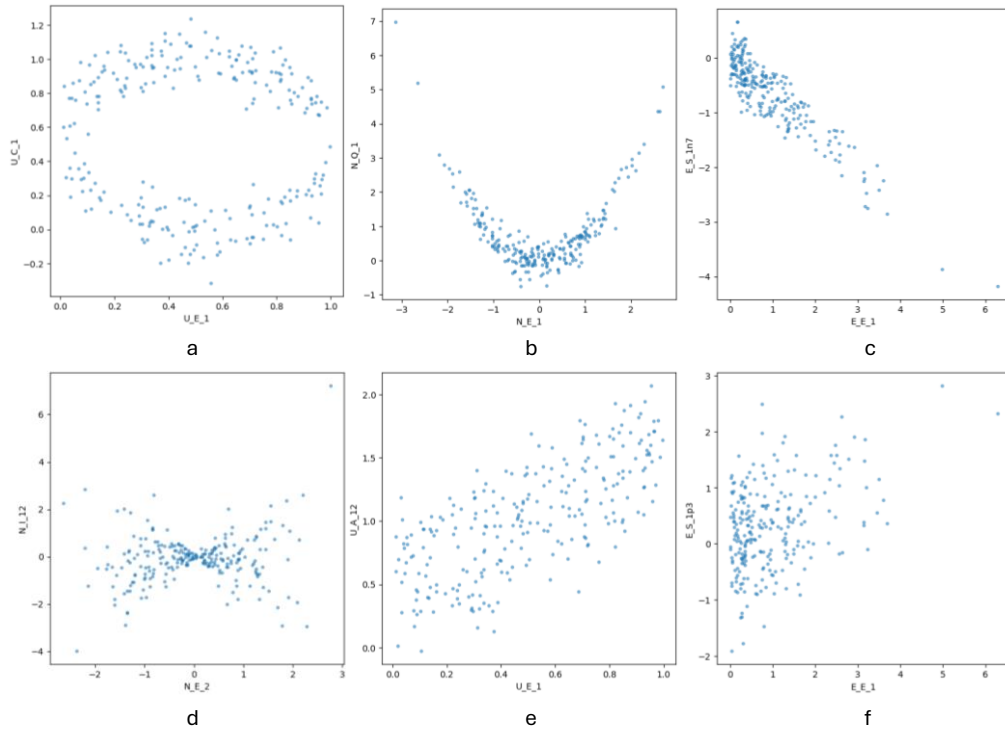 1.2
1.0
0.8
0.6
0.4
0.2
0.0
−0.2
U_C_1
0.0 0.2 0.4 0.6 0.8 1.0
U_E_1
a
7
6
5
4
3
2
1
0
−1
N_Q_1
−3 −2 −1 0 1 2
N_E_1
b
0
−1
−2
−3
−4
E_S_1n7
0 1 2 3 4 5 6
E_E_1
c
6
4
2
0
−2
−4
N_I_12
−2 −1 0 1 2 3
N_E_2
d
2.0
1.5
1.0
0.5
0.0
U_A_12
0.0 0.2 0.4 0.6 0.8 1.0
U_E_1
e
3
2
1
0
−1
−2
E_S_1p3
0 1 2 3 4 5 6
E_E_1
f